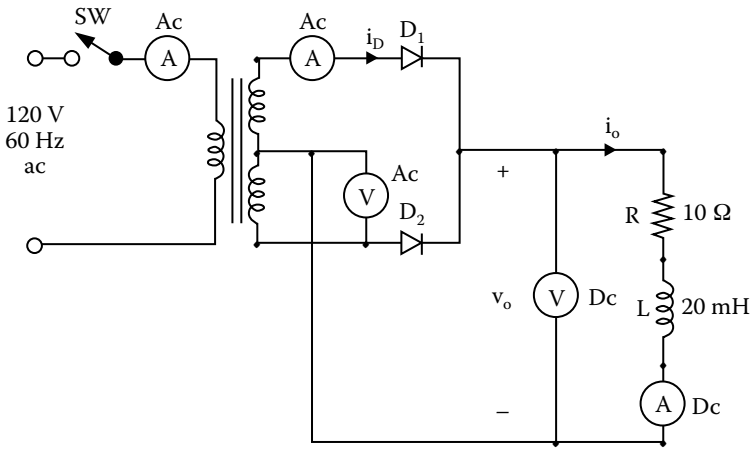 SW
Ac
A
120 V
60 Hz
ac
Ac
A
i_D
D_1
Ac
V
D_2
i_o
+
R
10 Ω
v_o
V
Dc
L
20 mH
–
A
Dc